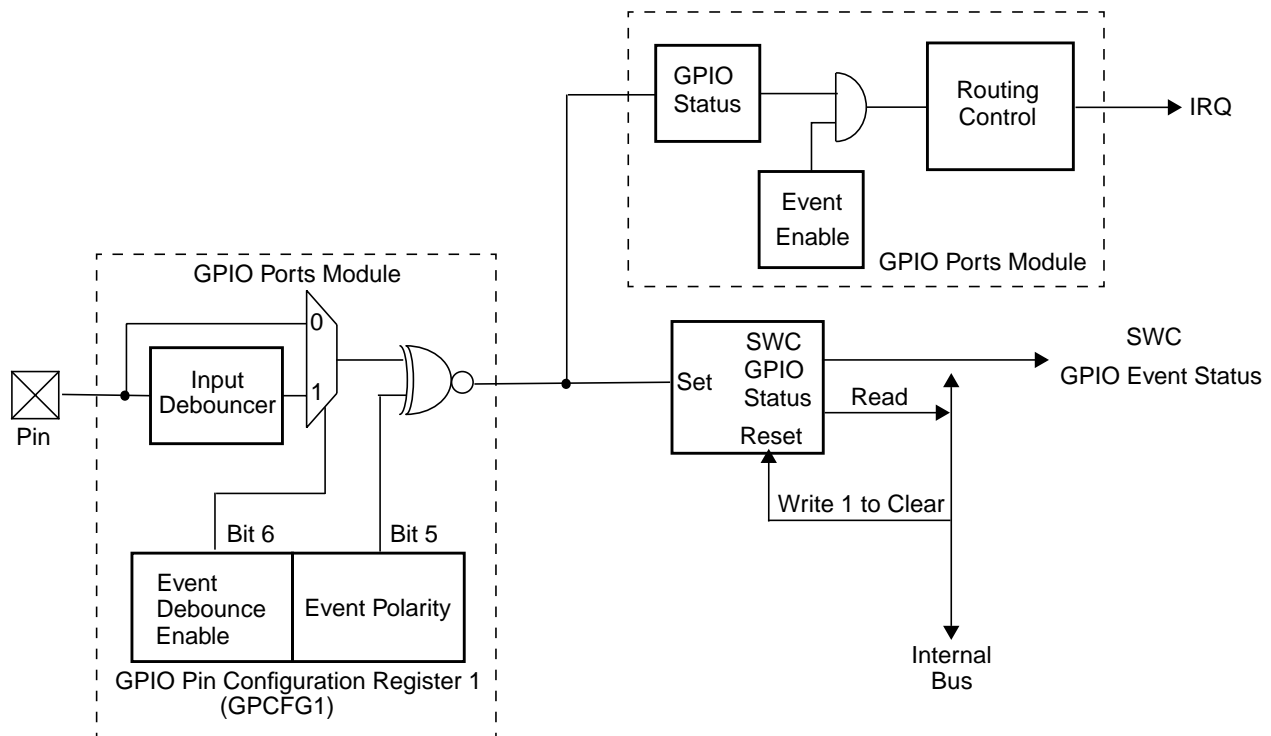 GPIO
Status
Routing
Control
IRQ
Event
Enable
GPIO Ports Module
GPIO Ports Module
0
Input
Debouncer
1
Pin
Set
SWC
GPIO
Status
Reset
Read
SWC
GPIO Event Status
Write 1 to Clear
Internal
Bus
Bit 6
Bit 5
Event
Debounce
Enable
Event Polarity
GPIO Pin Configuration Register 1
(GPCFG1)